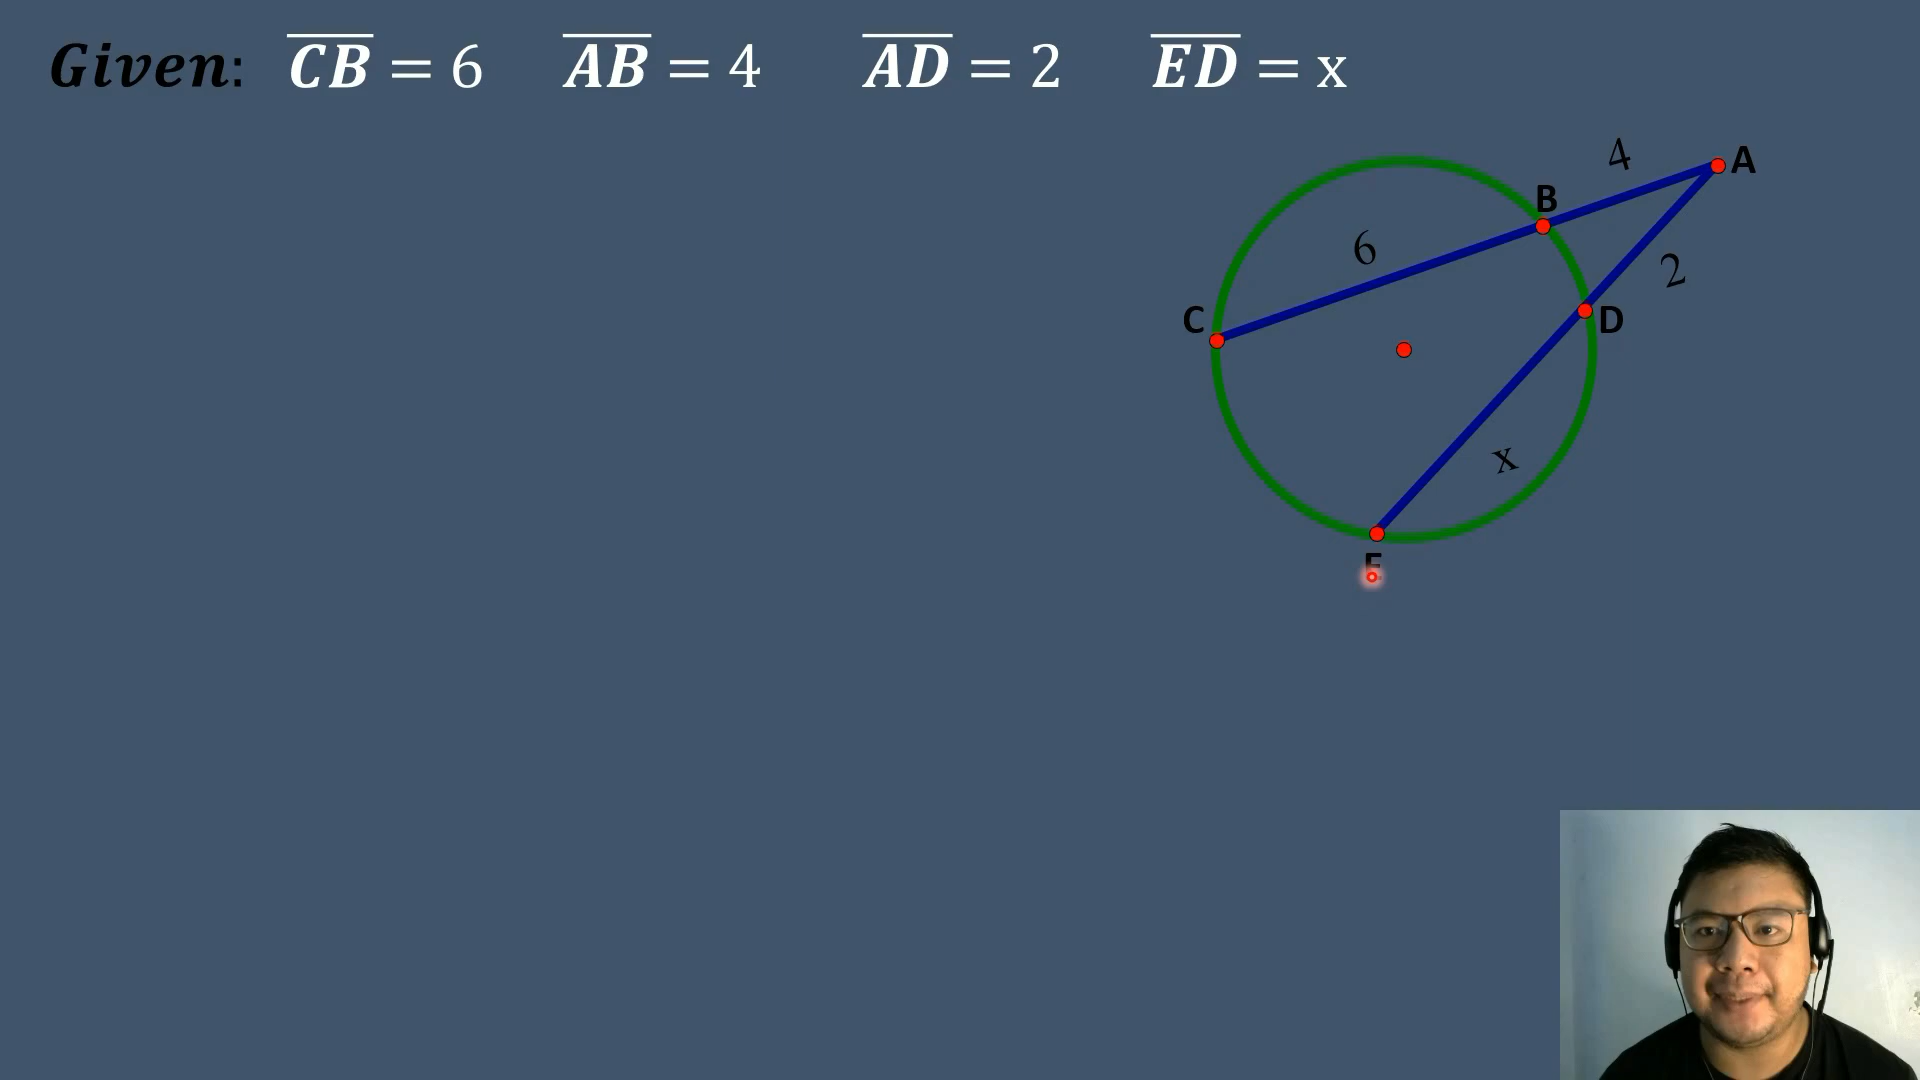 Given: CB = 6 AB = 4 AD = 2 ED = x
4 A
B
6
2
C
D
x
E